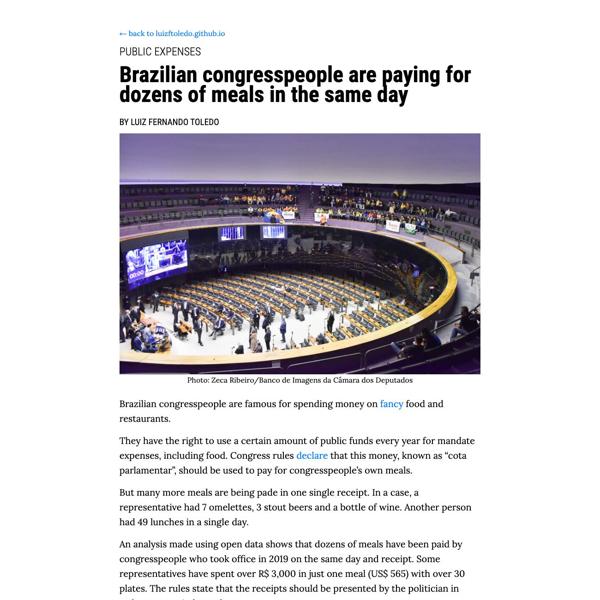 ← back to luizftoledo.github.io
PUBLIC EXPENSES
Brazilian congresspeople are paying for
dozens of meals in the same day
BY LUIZ FERNANDO TOLEDO
Photo: Zeca Ribeiro/Banco de Imagens da Câmara dos Deputados
Brazilian congresspeople are famous for spending money on fancy food and
restaurants.
They have the right to use a certain amount of public funds every year for mandate
expenses, including food. Congress rules declare that this money, known as “cota
parlamentar”, should be used to pay for congresspeople’s own meals.
But many more meals are being pade in one single receipt. In a case, a
representative had 7 omelettes, 3 stout beers and a bottle of wine. Another person
had 49 lunches in a single day.
An analysis made using open data shows that dozens of meals have been paid by
congresspeople who took office in 2019 on the same day and receipt. Some
representatives have spent over R$ 3,000 in just one meal (US$ 565) with over 30
plates. The rules state that the receipts should be presented by the politician in